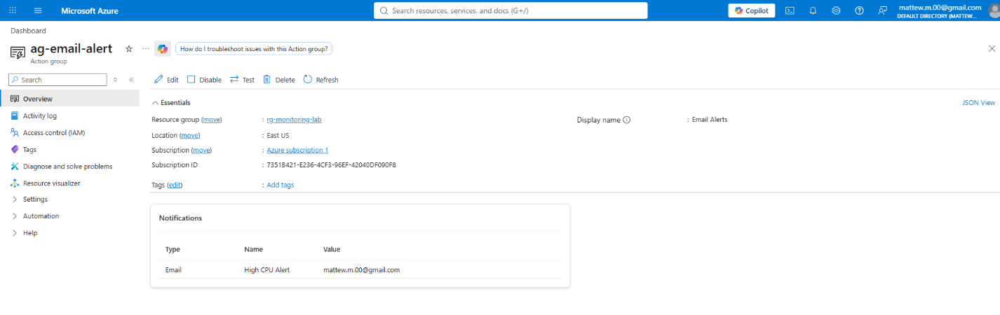 Microsoft Azure
Search resources, services, and docs (G+/)
Copilot
mattew.m.00@gmail.com
DEFAULT DIRECTORY (MATTEW...
Dashboard
ag-email-alert
Action group
How do I troubleshoot issues with this Action group?
Search
Overview
Activity log
Access control (IAM)
Tags
Diagnose and solve problems
Resource visualizer
Settings
Automation
Help
Edit Disable Test Delete Refresh
Essentials
JSON View
Resource group (move) : rg-monitoring-lab
Location (move) : East US
Subscription (move) : Azure subscription 1
Subscription ID : 7351B421-E236-4CF3-96EF-42040DF090F8
Tags (edit) : Add tags
Display name : Email Alerts
Notifications
Type Name Value
Email High CPU Alert mattew.m.00@gmail.com